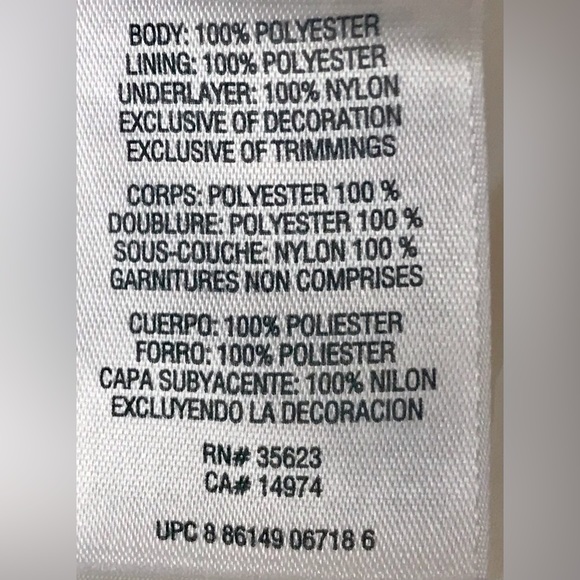 BODY: 100% POLYESTER
LINING: 100% POLYESTER
UNDERLAYER: 100% NYLON
EXCLUSIVE OF DECORATION
EXCLUSIVE OF TRIMMINGS
CORPS: POLYESTER 100 %
DOUBLURE: POLYESTER 100 %
SOUS-COUCHE: NYLON 100 %
GARNITURES NON COMPRISES
CUERPO: 100% POLIESTER
FORRO: 100% POLIESTER
CAPA SUBYACENTE: 100% NILON
EXCLUYENDO LA DECORACION
RN# 35623
CA# 14974
UPC 8 86149 06718 6